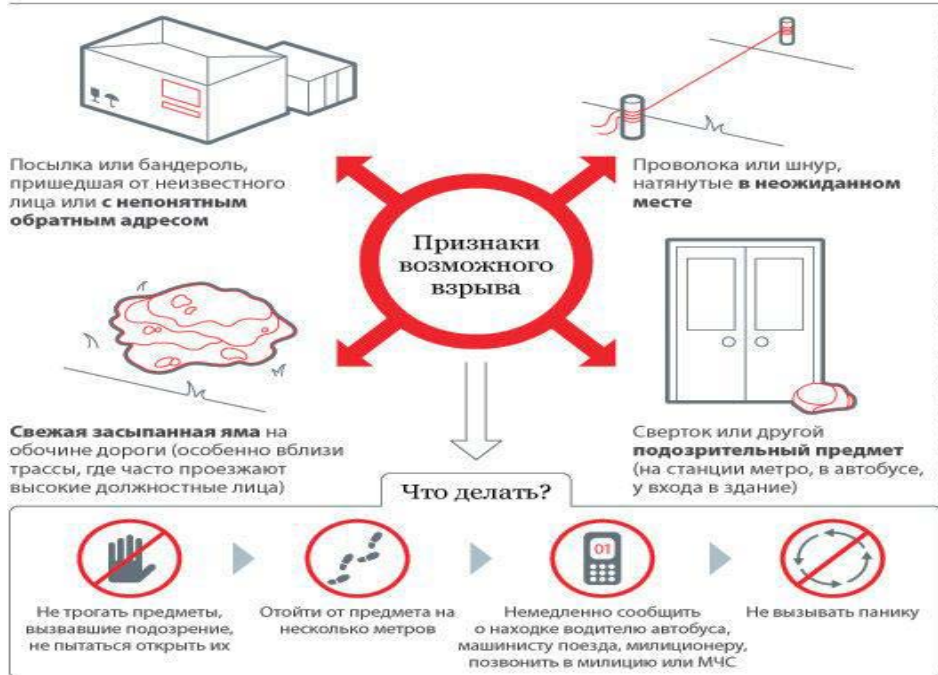 Посылка или бандероль,
пришедшая от неизвестного
лица или с непонятным
обратным адресом
Проволока или шнур,
натянутые в неожиданном
месте
Признаки
возможного
взрыва
Свежая засыпанная яма на
обочине дороги (особенно вблизи
трассы, где часто проезжают
высокие должностные лица)
Сверток или другой
подозрительный предмет
(на станции метро, в автобусе,
у входа в здание)
Что делать?
Не трогать предметы,
вызвавшие подозрение,
не пытаться открыть их
Отойти от предмета на
несколько метров
01
Немедленно сообщить
о находке водителю автобуса,
машинисту поезда, милиционеру,
позвонить в милицию или МЧС
Не вызывать панику